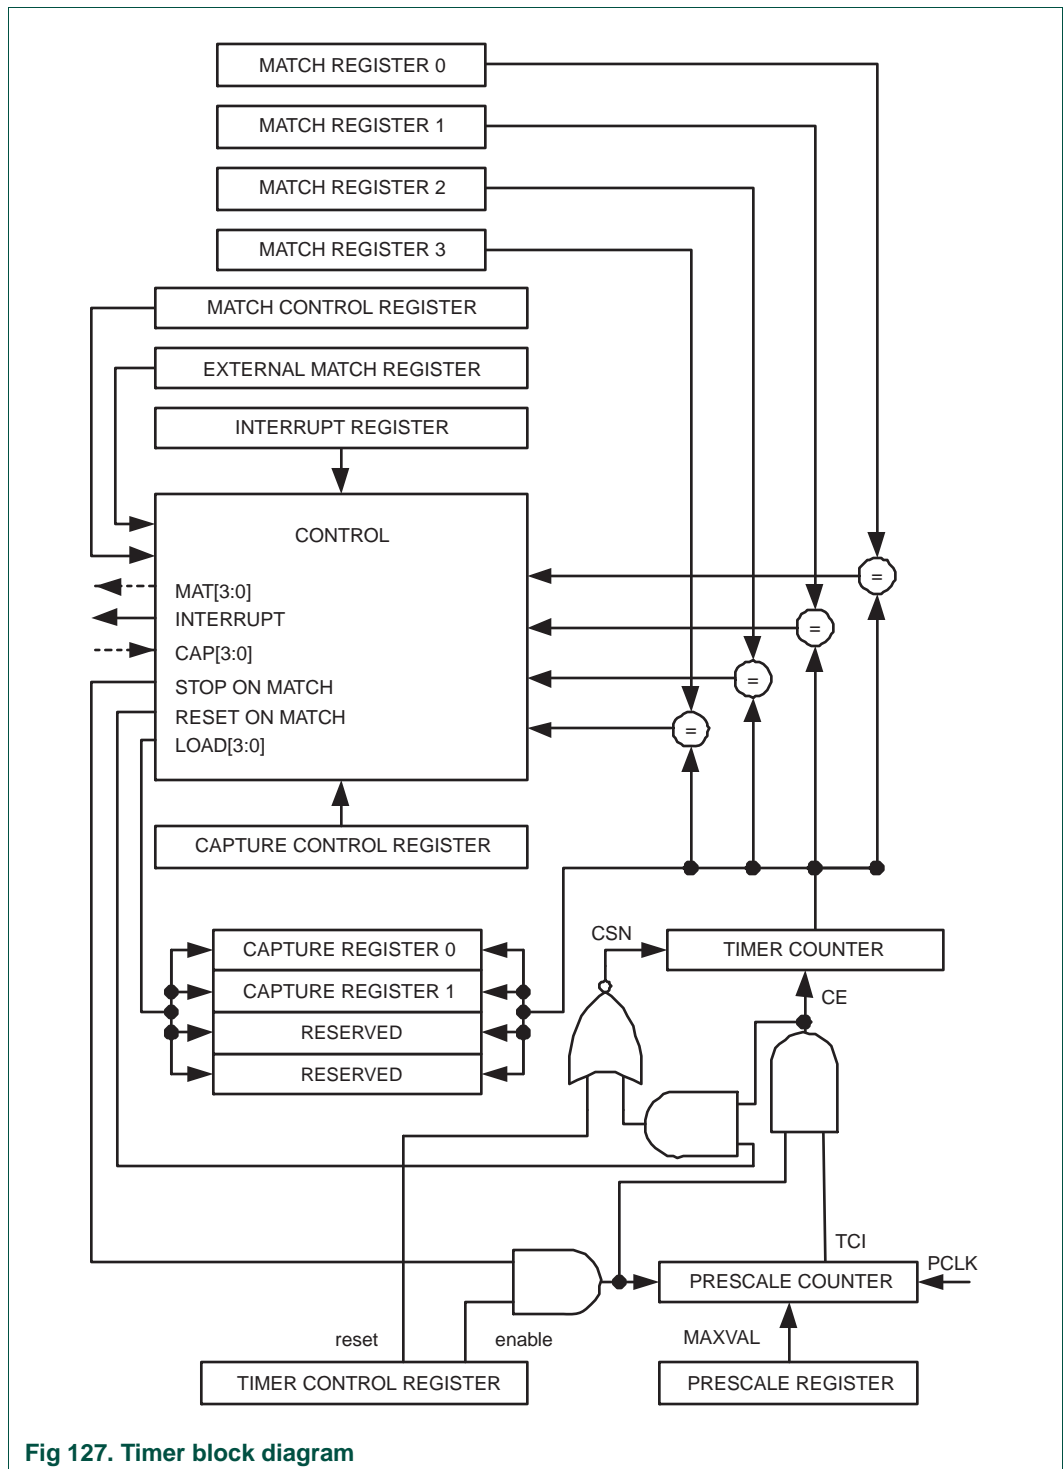 MATCH REGISTER 0
MATCH REGISTER 1
MATCH REGISTER 2
MATCH REGISTER 3
MATCH CONTROL REGISTER
EXTERNAL MATCH REGISTER
INTERRUPT REGISTER
CONTROL
MAT[3:0]
INTERRUPT
CAP[3:0]
STOP ON MATCH
RESET ON MATCH
LOAD[3:0]
=
=
=
=
CAPTURE CONTROL REGISTER
CSN
TIMER COUNTER
CE
CAPTURE REGISTER 0
CAPTURE REGISTER 1
RESERVED
RESERVED
TCI
PCLK
PRESCALE COUNTER
reset
enable
MAXVAL
TIMER CONTROL REGISTER
PRESCALE REGISTER
Fig 127. Timer block diagram